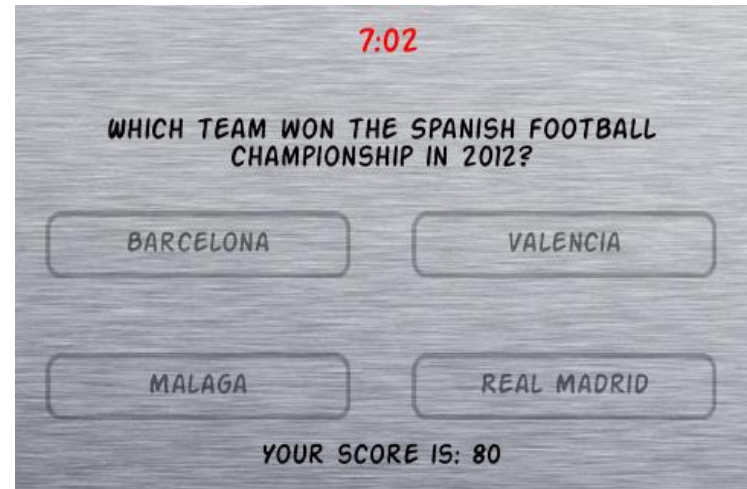 7:02
WHICH TEAM WON THE SPANISH FOOTBALL
CHAMPIONSHIP IN 2012?
BARCELONA
VALENCIA
MALAGA
REAL MADRID
YOUR SCORE IS: 80